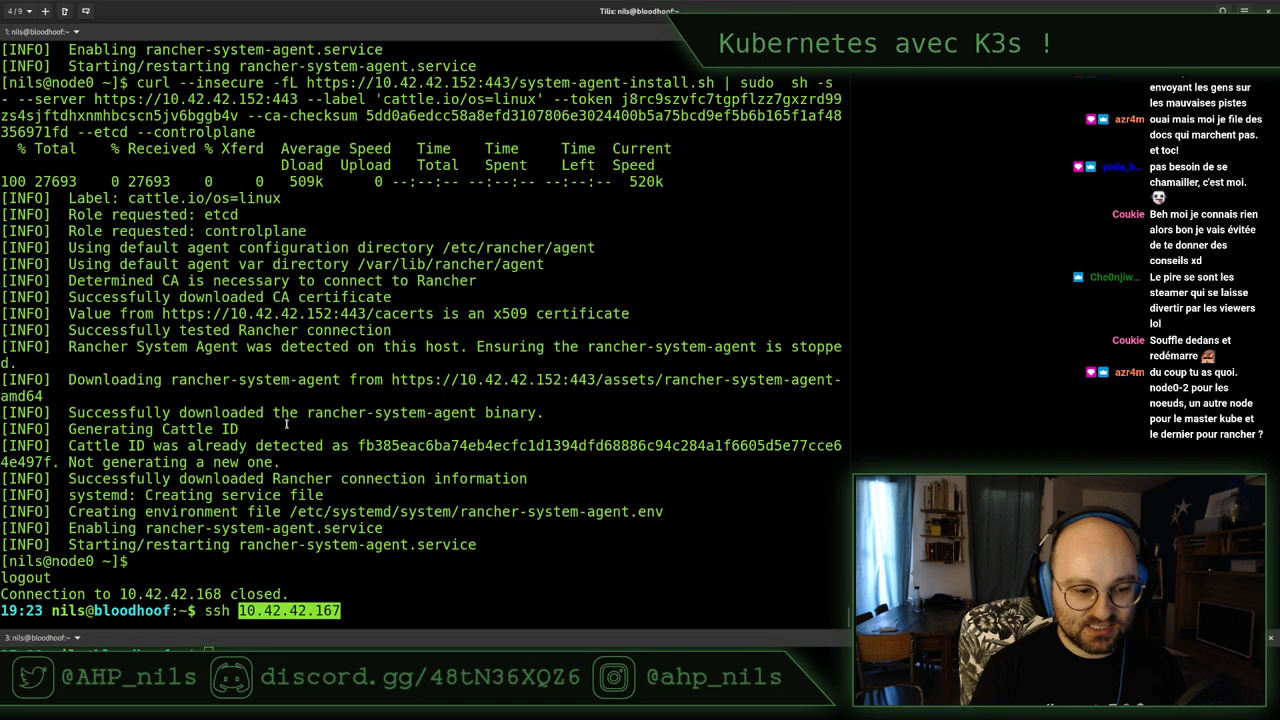 4 / 9
Tilix: nils@bloodhoof:~
1: nils@bloodhoof:~
Kubernetes avec K3s !
[INFO]  Enabling rancher-system-agent.service
[INFO]  Starting/restarting rancher-system-agent.service
[nils@node0 ~]$ curl --insecure -fL https://10.42.42.152:443/system-agent-install.sh | sudo  sh -s
- --server https://10.42.42.152:443 --label 'cattle.io/os=linux' --token j8rc9szvfc7tgpflzz7gxzrd99
zs4sjftdhxnmhbcscn5jv6bggb4v --ca-checksum 5dd0a6edcc58a8efd3107806e3024400b5a75bcd9ef5b6b165f1af48
356971fd --etcd --controlplane
% Total    % Received % Xferd  Average Speed   Time    Time     Time  Current
Dload  Upload   Total   Spent    Left  Speed
100 27693    0 27693    0     0   509k      0 --:--:-- --:--:-- --:--:--  520k
[INFO]  Label: cattle.io/os=linux
[INFO]  Role requested: etcd
[INFO]  Role requested: controlplane
[INFO]  Using default agent configuration directory /etc/rancher/agent
[INFO]  Using default agent var directory /var/lib/rancher/agent
[INFO]  Determined CA is necessary to connect to Rancher
[INFO]  Successfully downloaded CA certificate
[INFO]  Value from https://10.42.42.152:443/cacerts is an x509 certificate
[INFO]  Successfully tested Rancher connection
[INFO]  Rancher System Agent was detected on this host. Ensuring the rancher-system-agent is stoppe
d.
[INFO]  Downloading rancher-system-agent from https://10.42.42.152:443/assets/rancher-system-agent-
amd64
[INFO]  Successfully downloaded the rancher-system-agent binary.
[INFO]  Generating Cattle ID
[INFO]  Cattle ID was already detected as fb385eac6ba74eb4ecfc1d1394dfd68886c94c284a1f6605d5e77cce6
4e497f. Not generating a new one.
[INFO]  Successfully downloaded Rancher connection information
[INFO]  systemd: Creating service file
[INFO]  Creating environment file /etc/systemd/system/rancher-system-agent.env
[INFO]  Enabling rancher-system-agent.service
[INFO]  Starting/restarting rancher-system-agent.service
[nils@node0 ~]$
logout
Connection to 10.42.42.168 closed.
19:23 nils@bloodhoof:~$ ssh 10.42.42.167
3: nils@bloodhoof:~
envoyant les gens sur
les mauvaises pistes
azr4m ouai mais moi je file des
docs qui marchent pas.
et toc!
pas besoin de se
chamailler, c'est moi.
Coukie Beh moi je connais rien
alors bon je vais évitée
de te donner des
conseils xd
Che0njiw... Le pire se sont les
steamer qui se laisse
divertir par les viewers
lol
Coukie Souffle dedans et
redémarre
azr4m du coup tu as quoi.
node0-2 pour les
noeuds, un autre node
pour le master kube et
le dernier pour rancher ?
@AHP_nils discord.gg/48tN36XQZ6 @ahp_nils